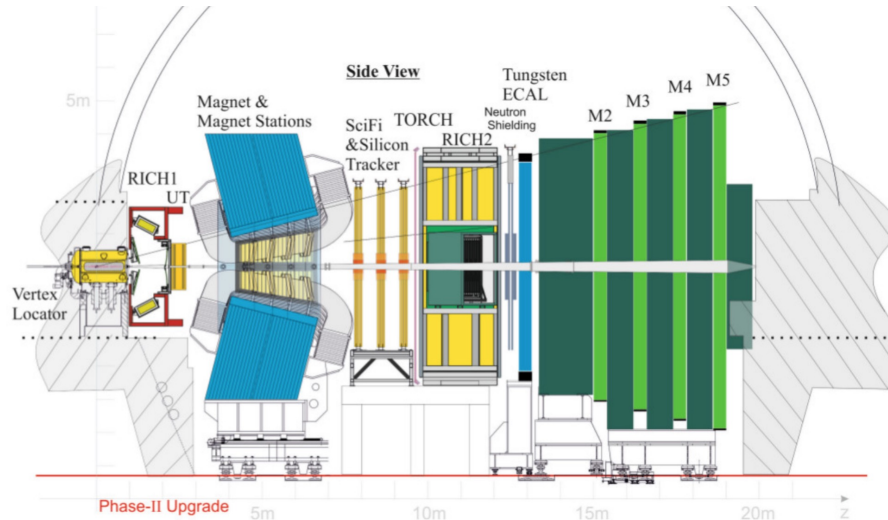 Side View
5m
Magnet &
Magnet Stations
SciFi
&Silicon
Tracker
TORCH
RICH2
Tungsten
ECAL
Neutron
Shielding
M2
M3
M4
M5
RICH1
UT
Vertex
Locator
Phase-II Upgrade
5m
10m
15m
20m
z